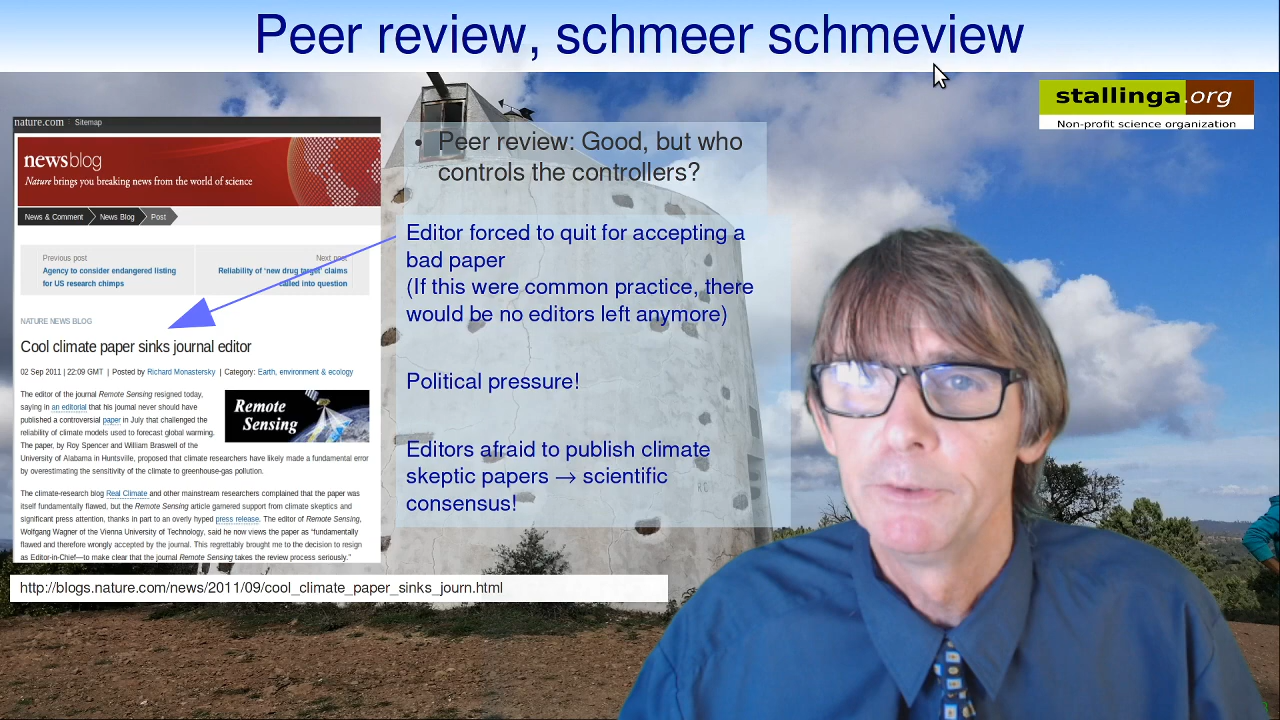 Peer review, schmeer schmeview
stallinga.org
Non-profit science organization
nature.com Sitemap
newsblog
Nature brings you breaking news from the world of science
News & Comment News Blog Post
Previous post
Agency to consider endangered listing
for US research chimps
Next post
Reliability of 'new drug target' claims
called into question
NATURE NEWS BLOG
Cool climate paper sinks journal editor
02 Sep 2011 | 22:09 GMT | Posted by Richard Monastersky | Category: Earth, environment & ecology
The editor of the journal Remote Sensing resigned today,
saying in an editorial that his journal never should have
published a controversial paper in July that challenged the
reliability of climate models used to forecast global warming.
The paper, by Roy Spencer and William Braswell of the
University of Alabama in Huntsville, proposed that climate researchers have likely made a fundamental error
by overestimating the sensitivity of the climate to greenhouse-gas pollution.
Remote
Sensing
The climate-research blog Real Climate and other mainstream researchers complained that the paper was
itself fundamentally flawed, but the Remote Sensing article garnered support from climate skeptics and
significant press attention, thanks in part to an overly hyped press release. The editor of Remote Sensing,
Wolfgang Wagner of the Vienna University of Technology, said he now views the paper as “fundamentally
flawed and therefore wrongly accepted by the journal. This regrettably brought me to the decision to resign
as Editor-in-Chief—to make clear that the journal Remote Sensing takes the review process seriously.”
http://blogs.nature.com/news/2011/09/cool_climate_paper_sinks_journ.html
• Peer review: Good, but who
controls the controllers?
Editor forced to quit for accepting a
bad paper
(If this were common practice, there
would be no editors left anymore)
Political pressure!
Editors afraid to publish climate
skeptic papers → scientific
consensus!